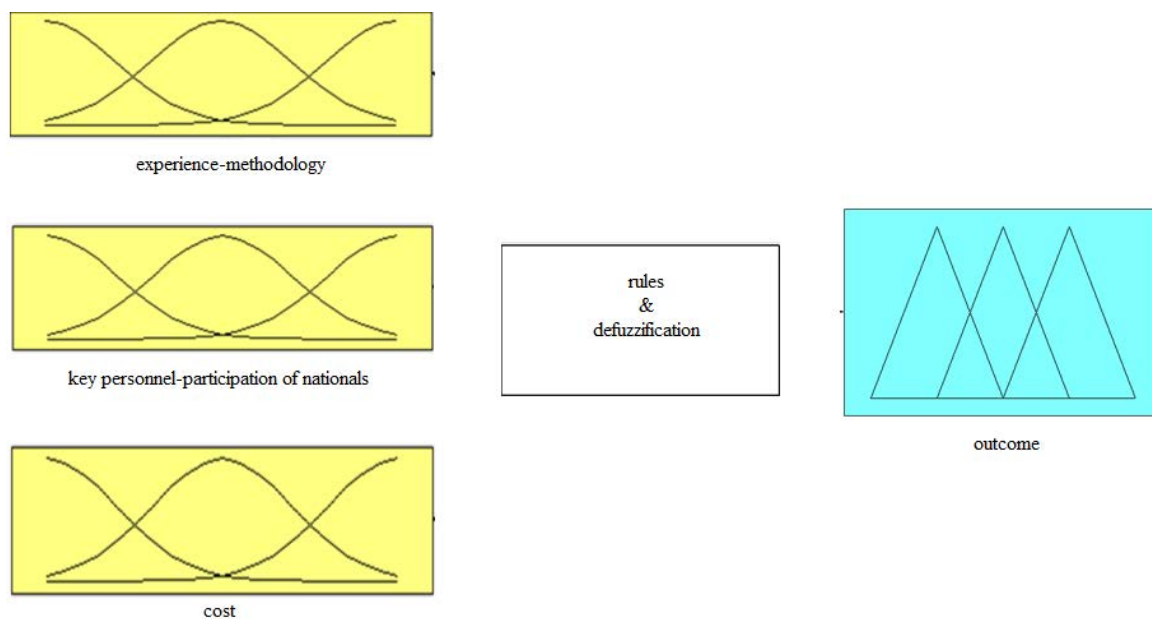 experience-methodology
key personnel-participation of nationals
cost
rules
&
defuzzification
outcome